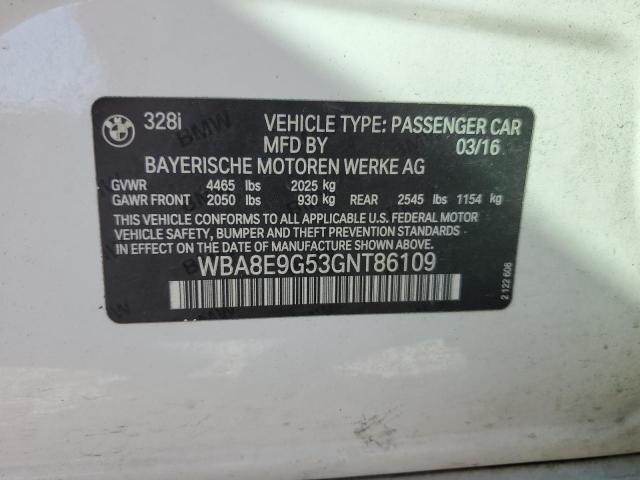 328i VEHICLE TYPE: PASSENGER CAR
MFD BY 03/16
BAYERISCHE MOTOREN WERKE AG
GVWR 4465 lbs 2025 kg
GAWR FRONT 2050 lbs 930 kg REAR 2545 lbs 1154 kg
THIS VEHICLE CONFORMS TO ALL APPLICABLE U.S. FEDERAL MOTOR
VEHICLE SAFETY, BUMPER AND THEFT PREVENTION STANDARDS
IN EFFECT ON THE DATE OF MANUFACTURE SHOWN ABOVE.
WBA8E9G53GNT86109
2 122 608